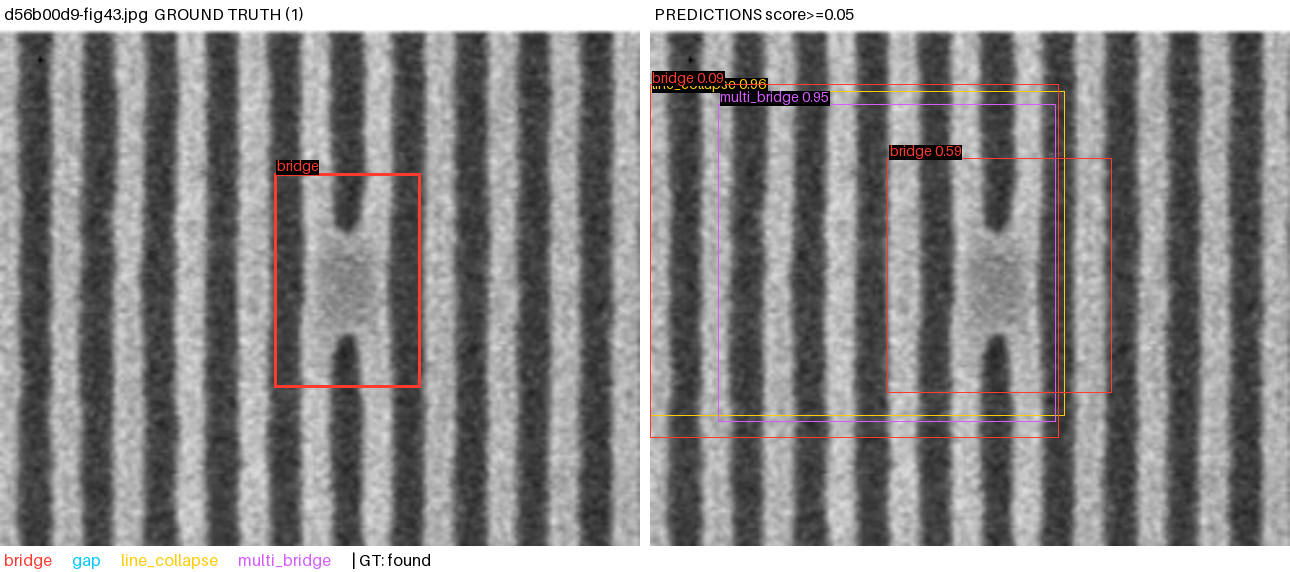 d56b00d9-fig43.jpg GROUND TRUTH (1)
PREDICTIONS score>=0.05
bridge 0.09
line_collapse 0.96
multi_bridge 0.95
bridge 0.59
bridge
bridge gap line_collapse multi_bridge | GT: found